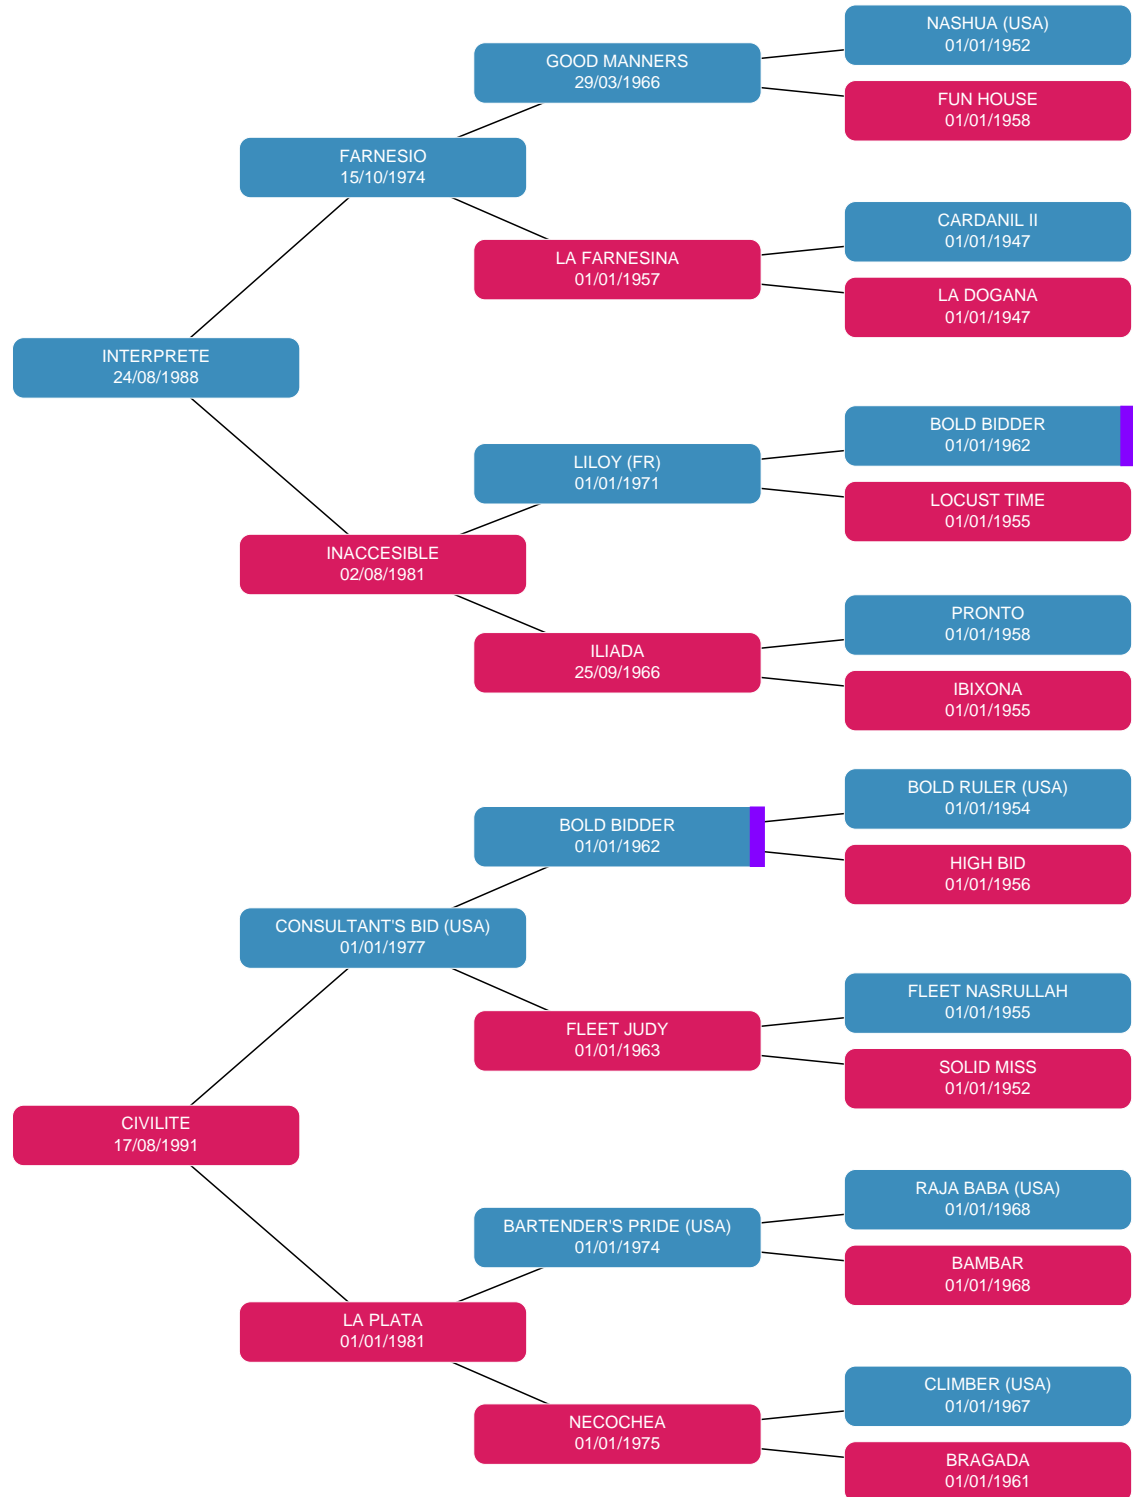 NASHUA (USA)
01/01/1952
GOOD MANNERS
29/03/1966
FUN HOUSE
01/01/1958
FARNESIO
15/10/1974
CARDANIL II
01/01/1947
LA FARNESINA
01/01/1957
LA DOGANA
01/01/1947
INTERPRETE
24/08/1988
BOLD BIDDER
01/01/1962
LILOY (FR)
01/01/1971
LOCUST TIME
01/01/1955
INACCESIBLE
02/08/1981
PRONTO
01/01/1958
ILIADA
25/09/1966
IBIXONA
01/01/1955
BOLD RULER (USA)
01/01/1954
BOLD BIDDER
01/01/1962
HIGH BID
01/01/1956
CONSULTANT'S BID (USA)
01/01/1977
FLEET NASRULLAH
01/01/1955
FLEET JUDY
01/01/1963
SOLID MISS
01/01/1952
CIVILITE
17/08/1991
RAJA BABA (USA)
01/01/1968
BARTENDER'S PRIDE (USA)
01/01/1974
BAMBAR
01/01/1968
LA PLATA
01/01/1981
CLIMBER (USA)
01/01/1967
NECOCHEA
01/01/1975
BRAGADA
01/01/1961